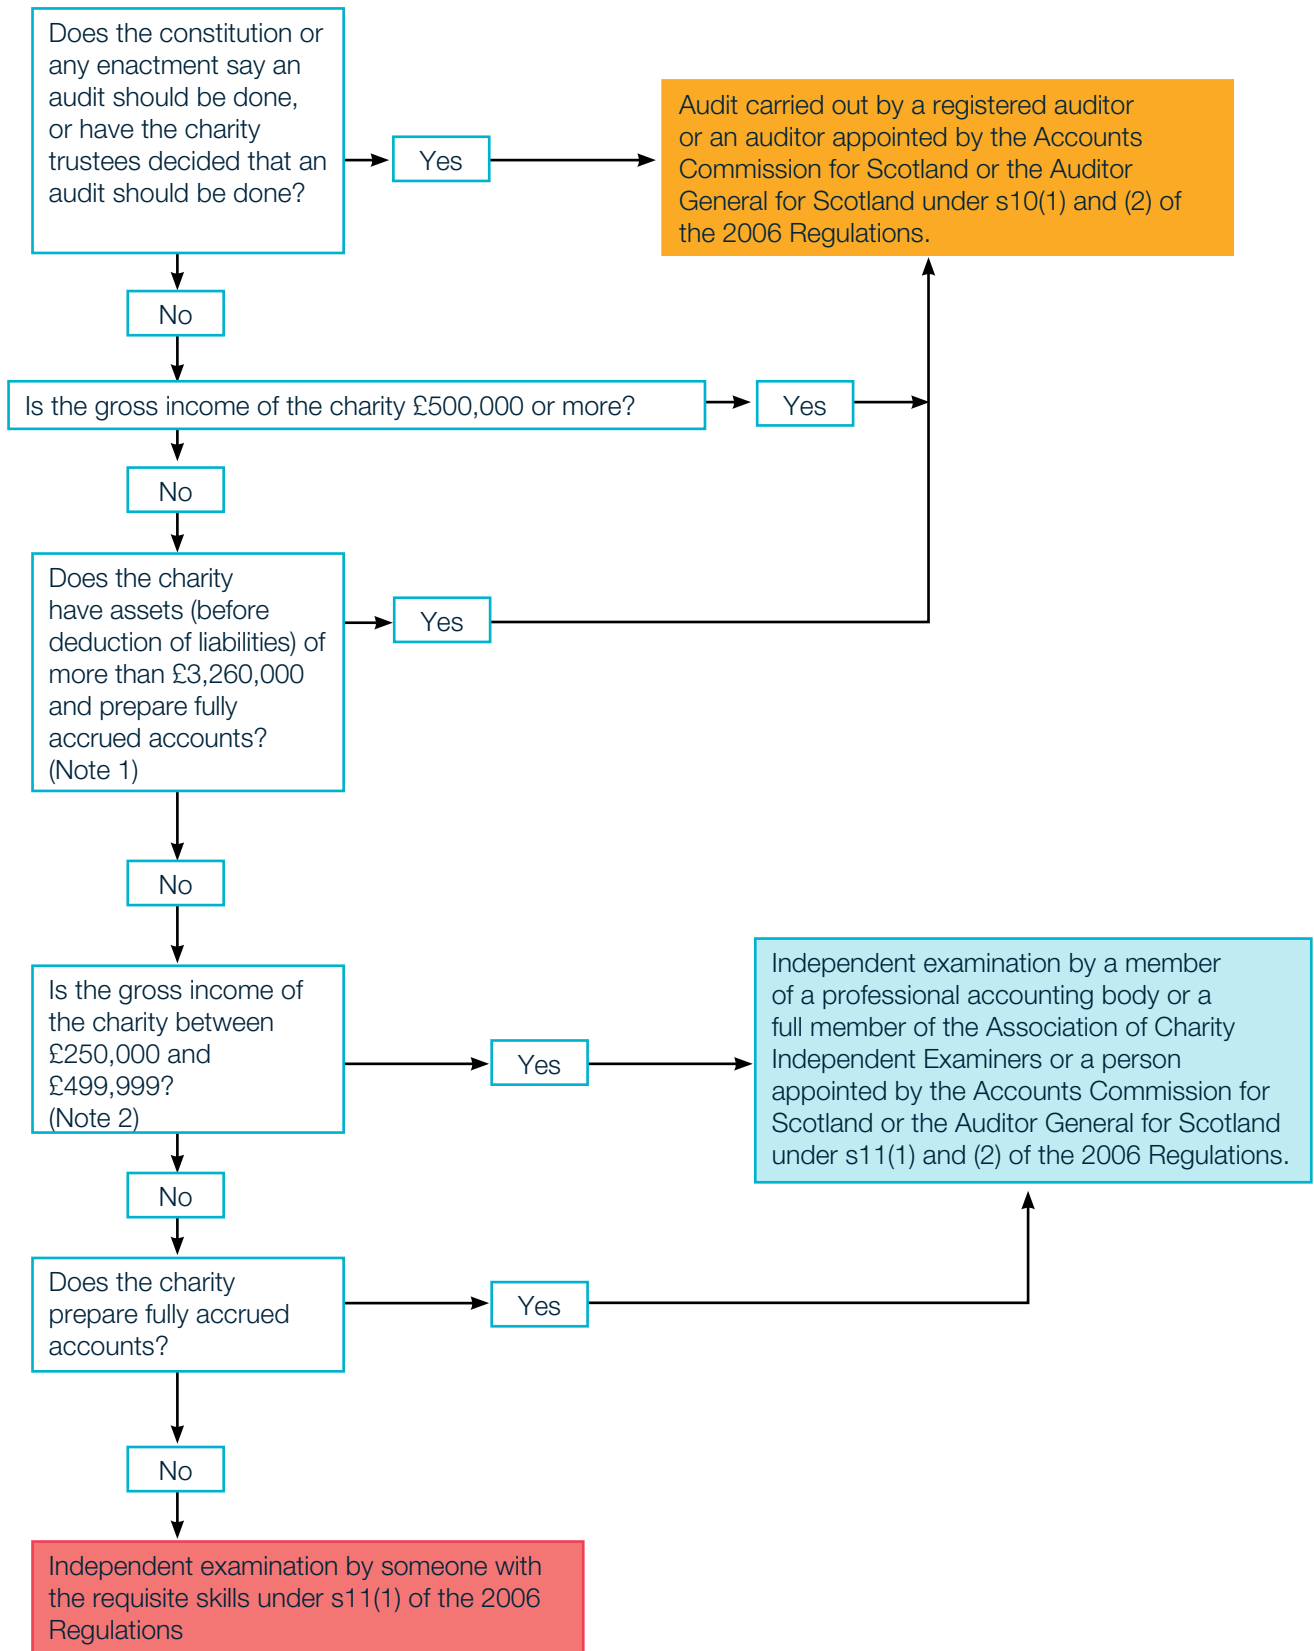 Does the constitution or
any enactment say an
audit should be done,
or have the charity
trustees decided that an
audit should be done?
Yes
Audit carried out by a registered auditor
or an auditor appointed by the Accounts
Commission for Scotland or the Auditor
General for Scotland under s10(1) and (2) of
the 2006 Regulations.
No
Is the gross income of the charity £500,000 or more?
Yes
No
Does the charity
have assets (before
deduction of liabilities) of
more than £3,260,000
and prepare fully
accrued accounts?
(Note 1)
Yes
No
Is the gross income of
the charity between
£250,000 and
£499,999?
(Note 2)
Yes
Independent examination by a member
of a professional accounting body or a
full member of the Association of Charity
Independent Examiners or a person
appointed by the Accounts Commission for
Scotland or the Auditor General for Scotland
under s11(1) and (2) of the 2006 Regulations.
No
Does the charity
prepare fully accrued
accounts?
Yes
No
Independent examination by someone with
the requisite skills under s11(1) of the 2006
Regulations